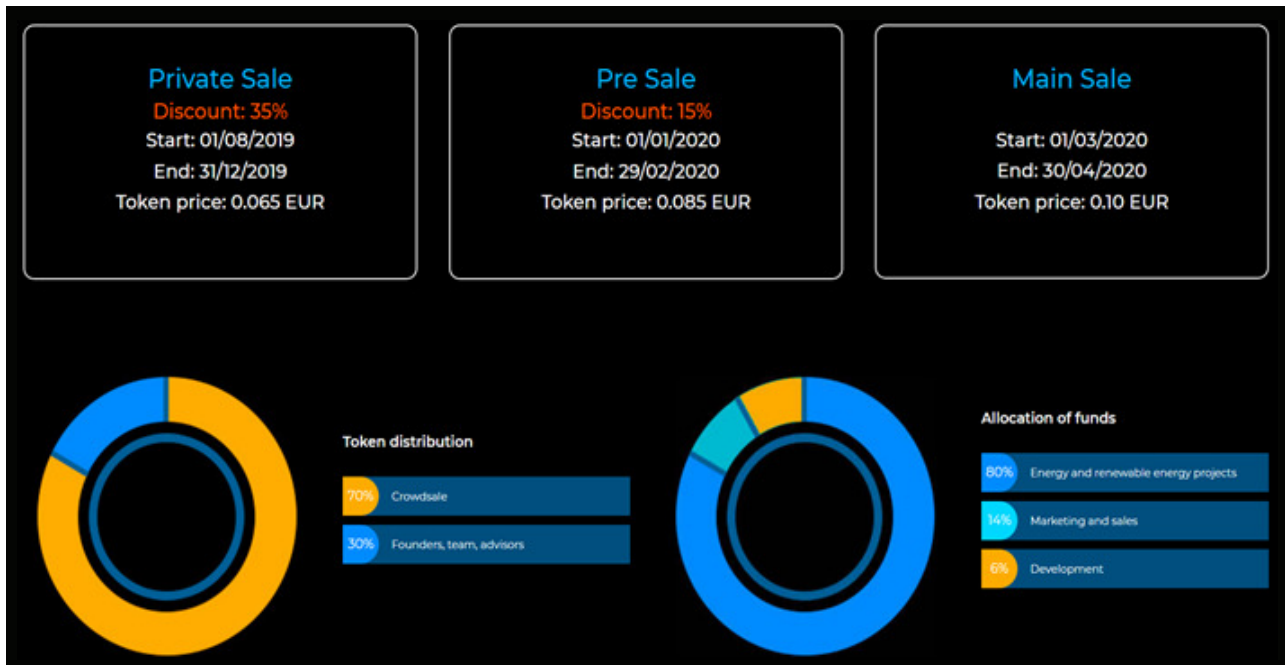 Private Sale
Discount: 35%
Start: 01/08/2019
End: 31/12/2019
Token price: 0.065 EUR
Pre Sale
Discount: 15%
Start: 01/01/2020
End: 29/02/2020
Token price: 0.085 EUR
Main Sale
Start: 01/03/2020
End: 30/04/2020
Token price: 0.10 EUR
Token distribution
70% Crowdsale
30% Founders, team, advisors
Allocation of funds
80% Energy and renewable energy projects
14% Marketing and sales
6% Development